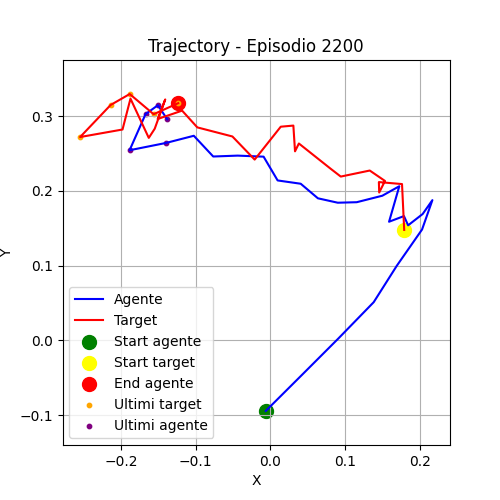 Trajectory - Episodio 2200
Y
0.3
0.2
0.1
0.0
−0.1
Agente
Target
Start agente
Start target
End agente
Ultimi target
Ultimi agente
−0.2
−0.1
0.0
0.1
0.2
X